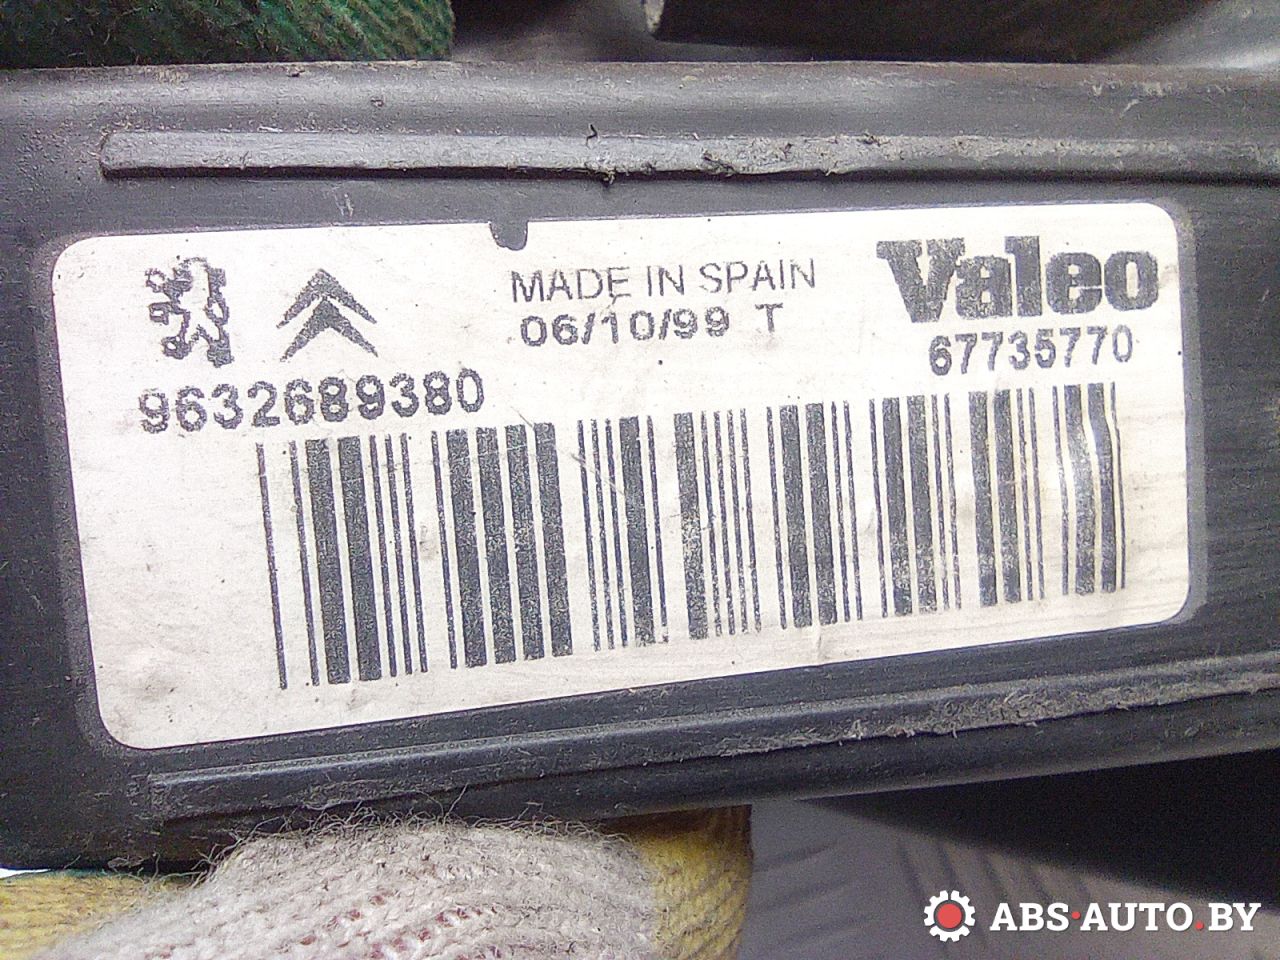 MADE IN SPAIN
06/10/99 T
Valeo
67735770
9632689380
ABS·AUTO.BY